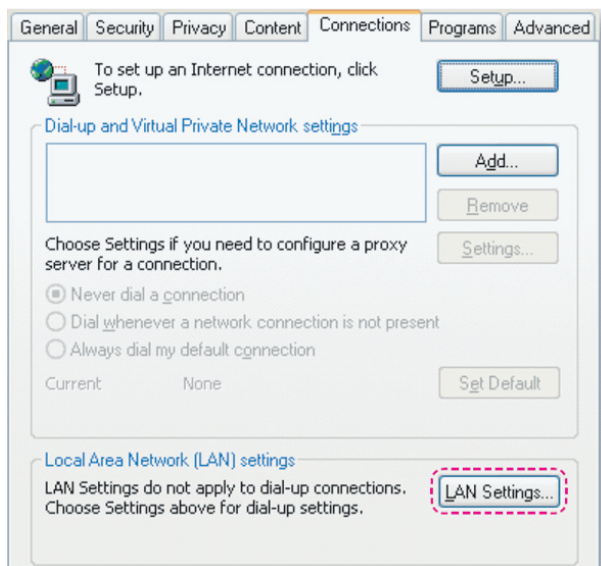 General Security Privacy Content Connections Programs Advanced
To set up an Internet connection, click
Setup.
Setup...
Dial-up and Virtual Private Network settings
Add...
Remove
Choose Settings if you need to configure a proxy
server for a connection.
Settings...
Never dial a connection
Dial whenever a network connection is not present
Always dial my default connection
Current None Set Default
Local Area Network (LAN) settings
LAN Settings do not apply to dial-up connections.
Choose Settings above for dial-up settings.
LAN Settings...